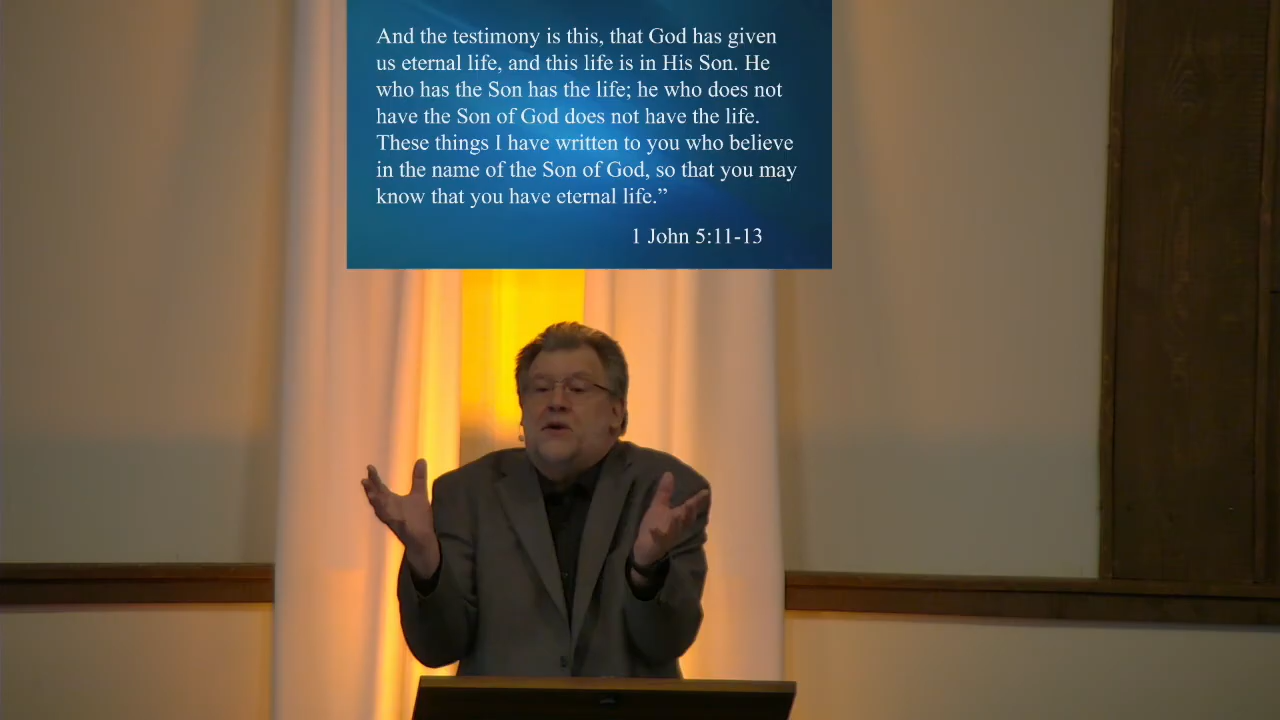 And the testimony is this, that God has given
us eternal life, and this life is in His Son. He
who has the Son has the life; he who does not
have the Son of God does not have the life.
These things I have written to you who believe
in the name of the Son of God, so that you may
know that you have eternal life.”
1 John 5:11-13